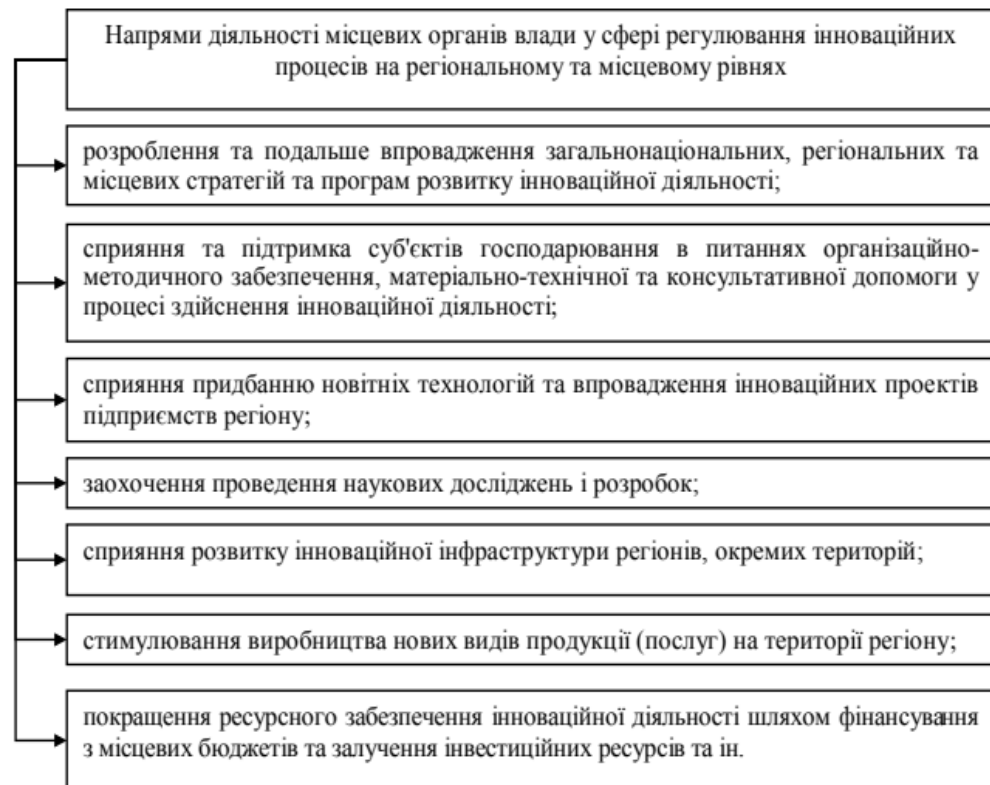 Напрями діяльності місцевих органів влади у сфері регулювання інноваційних
процесів на регіональному та місцевому рівнях
розроблення та подальше впровадження загальнонаціональних, регіональних та
місцевих стратегій та програм розвитку інноваційної діяльності;
сприяння та підтримка суб'єктів господарювання в питаннях організаційно-
методичного забезпечення, матеріально-технічної та консультативної допомоги у
процесі здійснення інноваційної діяльності;
сприяння придбанню новітніх технологій та впровадження інноваційних проектів
підприємств регіону;
заохочення проведення наукових досліджень і розробок;
сприяння розвитку інноваційної інфраструктури регіонів, окремих територій;
стимулювання виробництва нових видів продукції (послуг) на території регіону;
покращення ресурсного забезпечення інноваційної діяльності шляхом фінансування
з місцевих бюджетів та залучення інвестиційних ресурсів та ін.